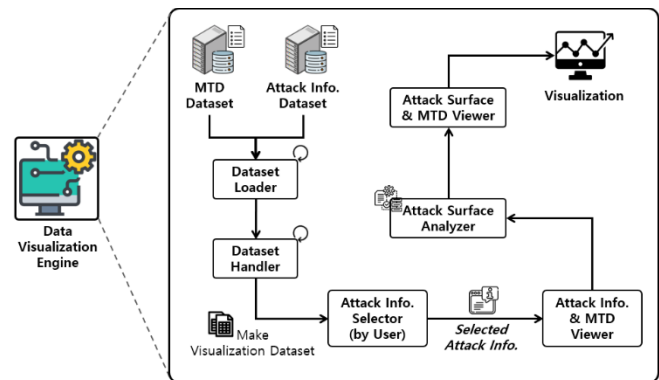 MTD
Dataset
Attack Info.
Dataset
Dataset
Loader
Dataset
Handler
Make
Visualization Dataset
Attack Info.
Selector
(by User)
Selected
Attack Info.
Attack Info.
& MTD
Viewer
Attack Surface
Analyzer
Attack Surface
& MTD Viewer
Visualization
Data
Visualization
Engine